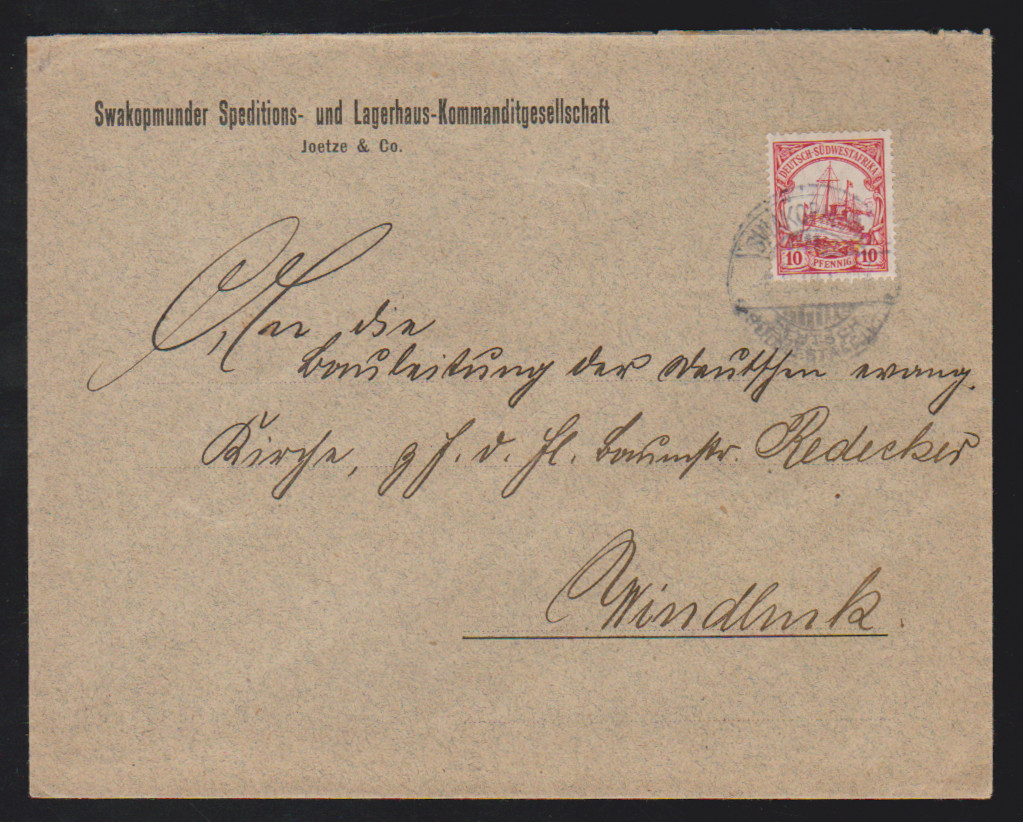 Swakopmunder Speditions- und Lagerhaus-Kommanditgesellschaft
Joetze & Co.
DEUTSCH-SÜDWESTAFRIKA
10 PFENNIG 10
An die
Bauleitung der Deutschen evang.
Kirche, z. H. d. H. Baumstr. Redecker
Windhuk.